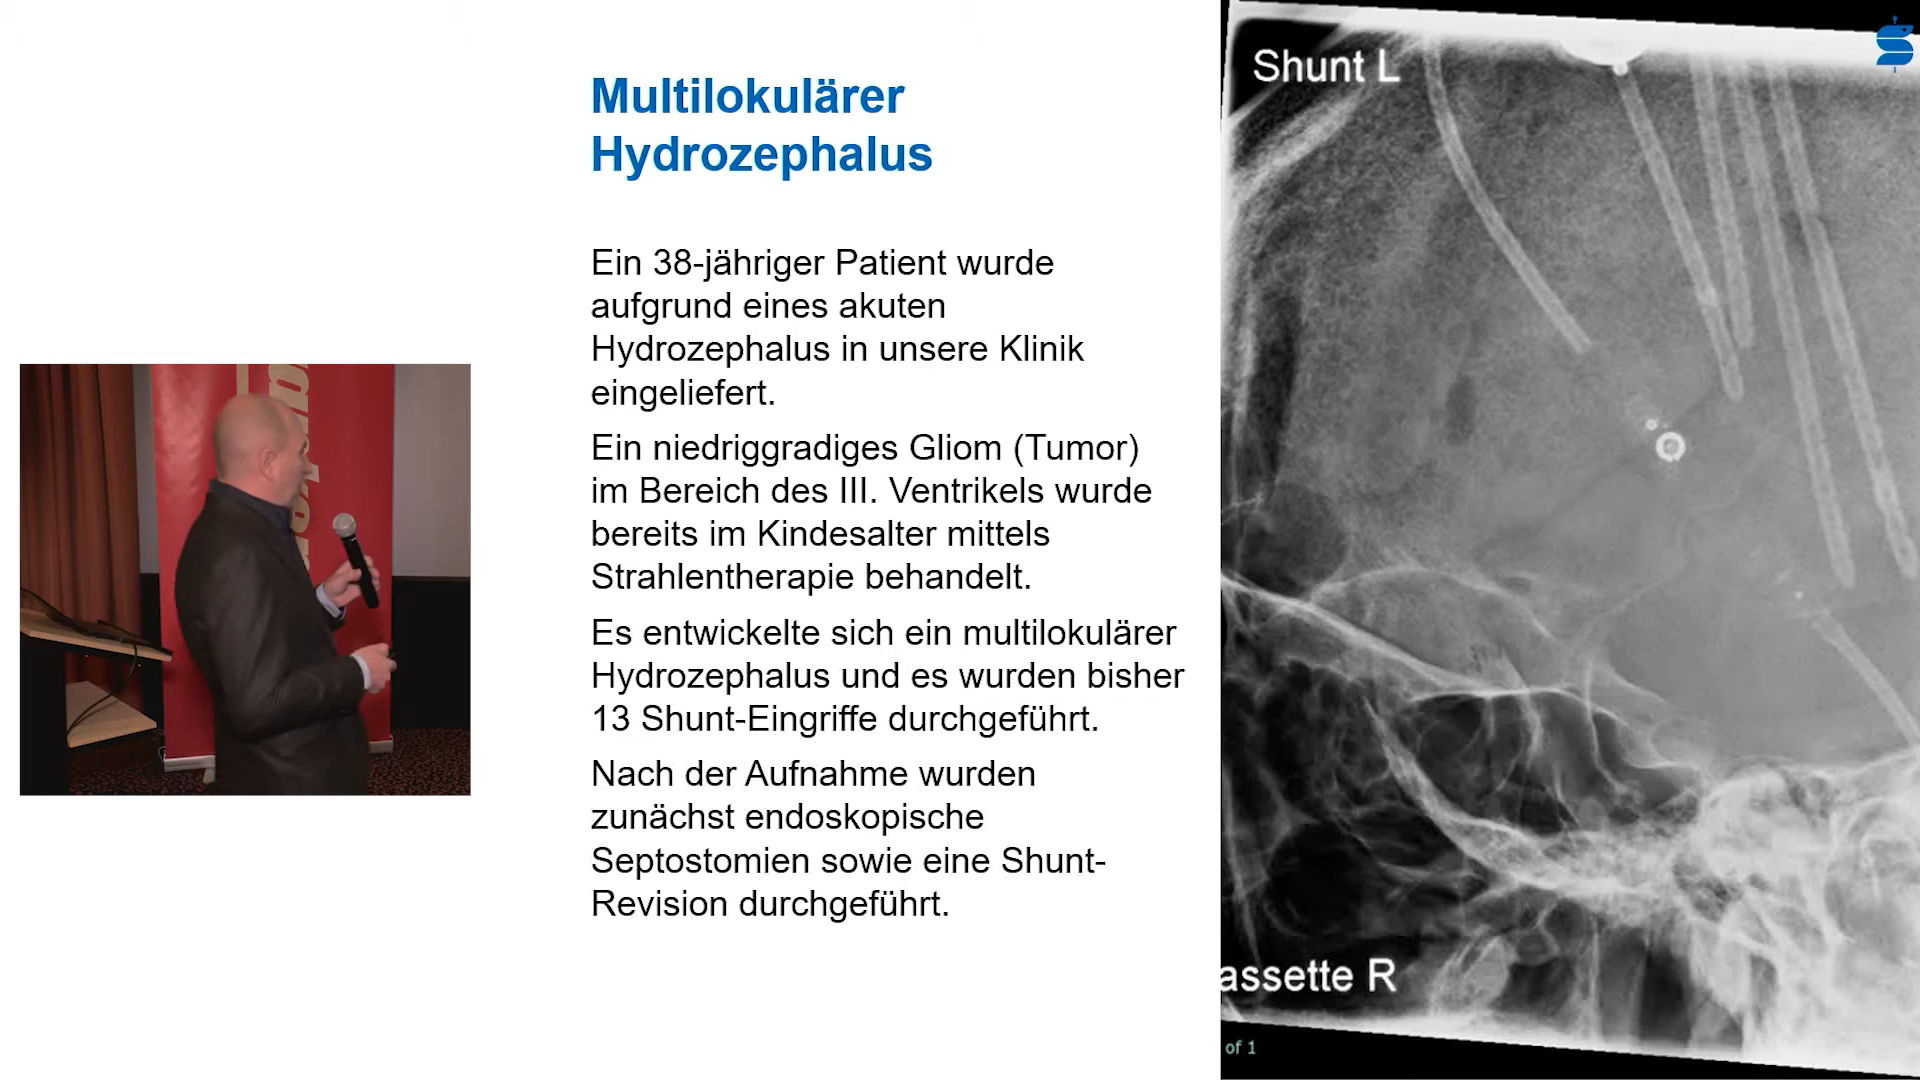 Multilokulärer
Hydrozephalus
Ein 38-jähriger Patient wurde
aufgrund eines akuten
Hydrozephalus in unsere Klinik
eingeliefert.
Ein niedriggradiges Gliom (Tumor)
im Bereich des III. Ventrikels wurde
bereits im Kindesalter mittels
Strahlentherapie behandelt.
Es entwickelte sich ein multilokulärer
Hydrozephalus und es wurden bisher
13 Shunt-Eingriffe durchgeführt.
Nach der Aufnahme wurden
zunächst endoskopische
Septostomien sowie eine Shunt-
Revision durchgeführt.
Shunt L
assette R
of 1